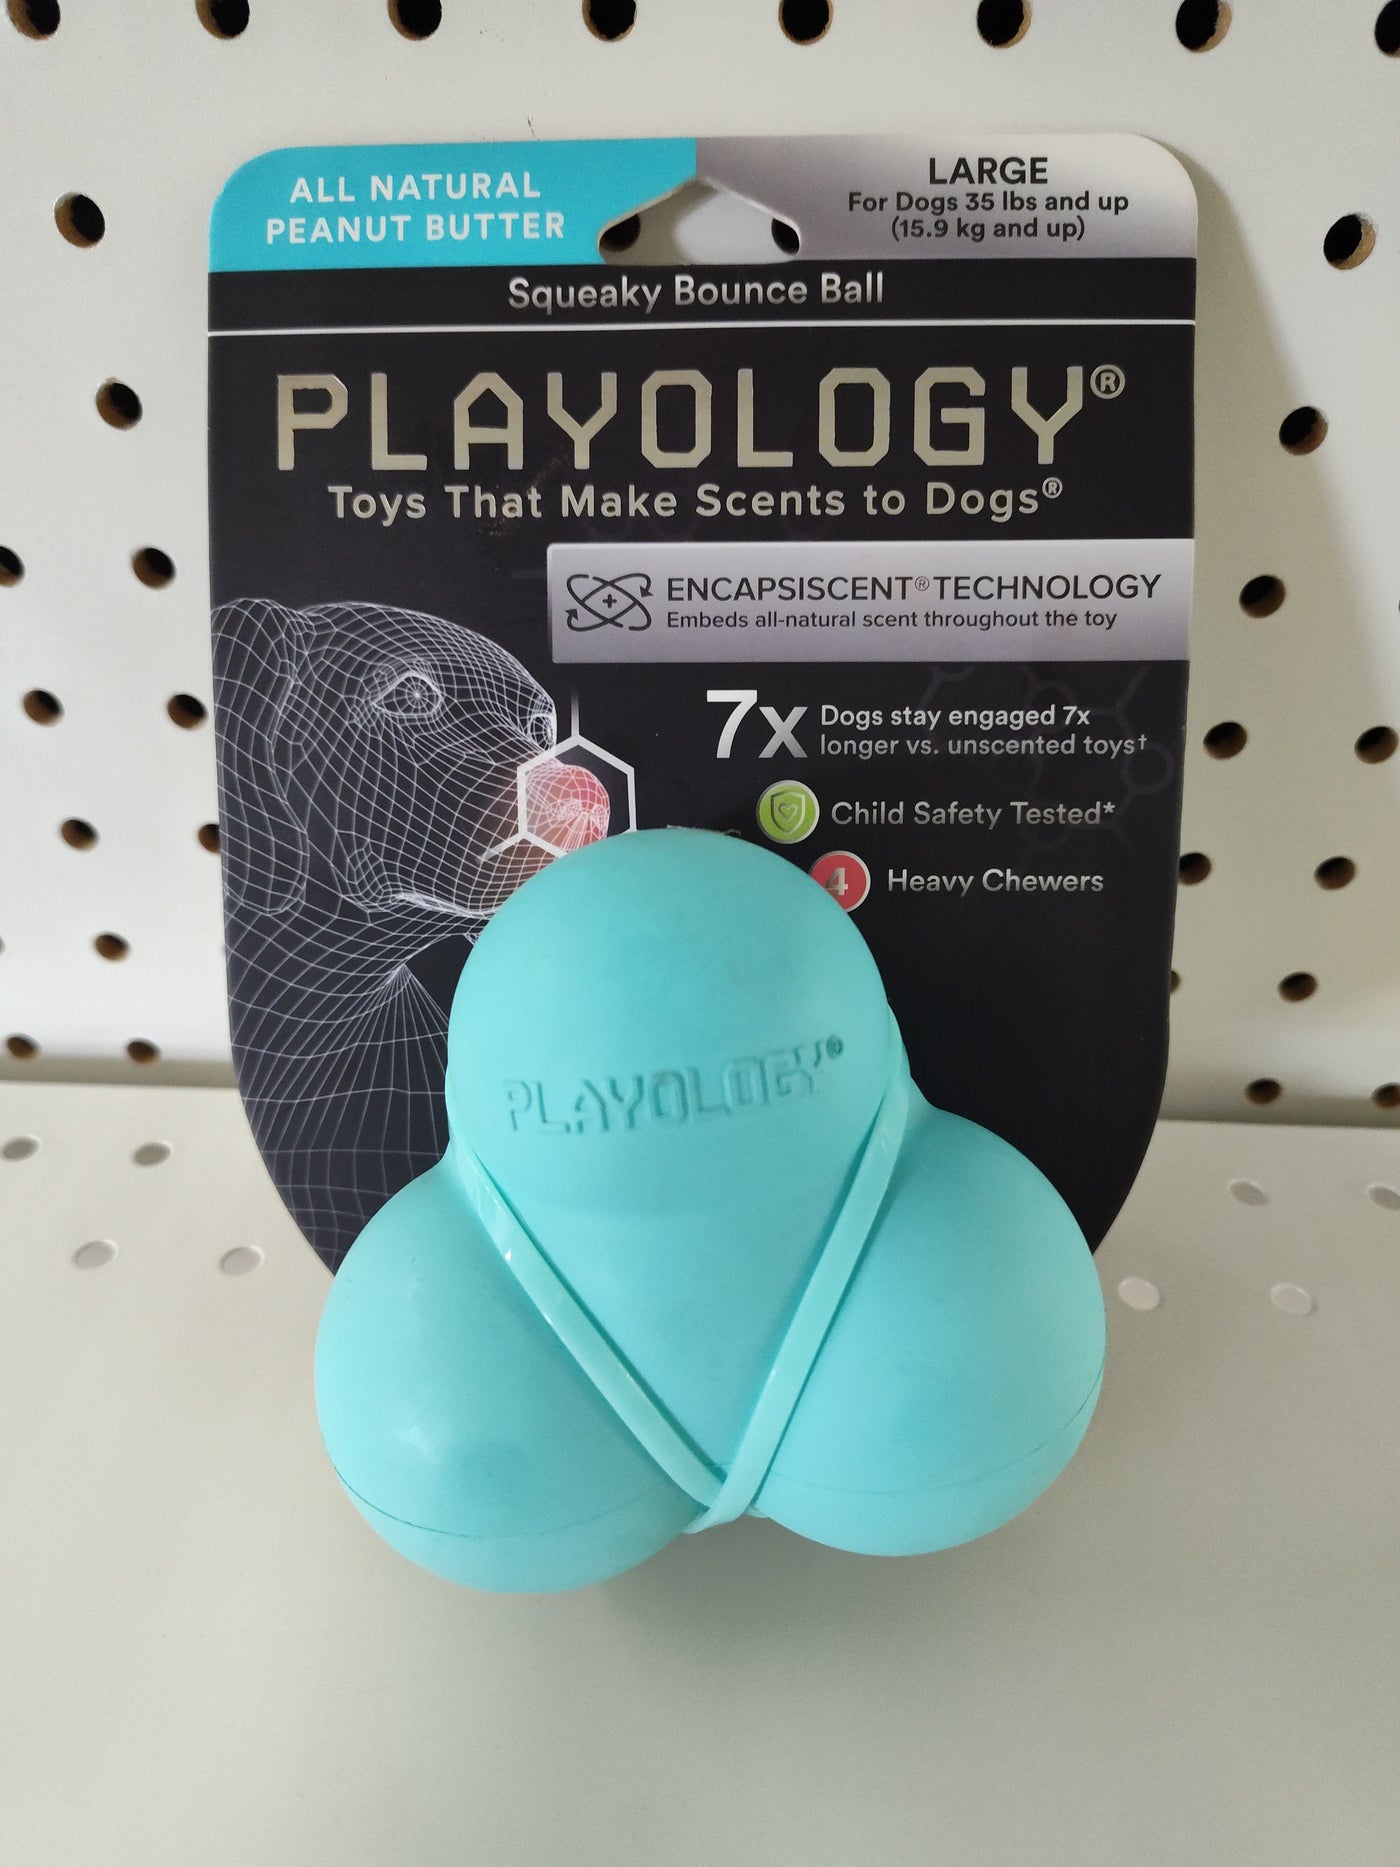 ALL NATURAL
PEANUT BUTTER
LARGE
For Dogs 35 lbs and up
(15.9 kg and up)
Squeaky Bounce Ball
PLAYOLOGY®
Toys That Make Scents to Dogs®
ENCAPSISCENT® TECHNOLOGY
Embeds all-natural scent throughout the toy
7x
Dogs stay engaged 7x
longer vs. unscented toys†
Child Safety Tested*
4 Heavy Chewers
PLAYOLOGY®